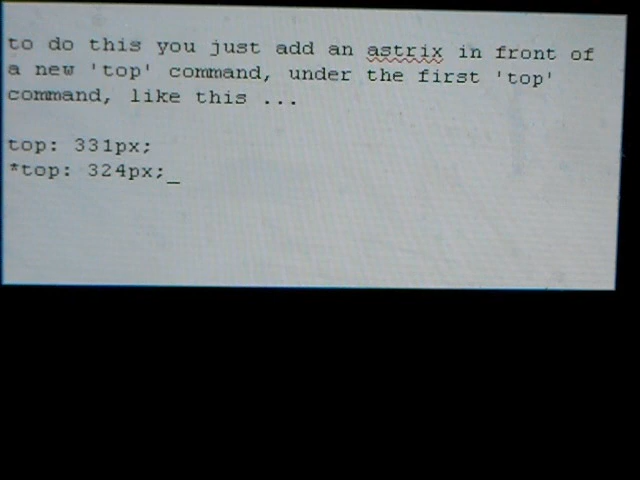 to do this you just add an astrix in front of
a new 'top' command, under the first 'top'
command, like this ...
top: 331px;
*top: 324px;_